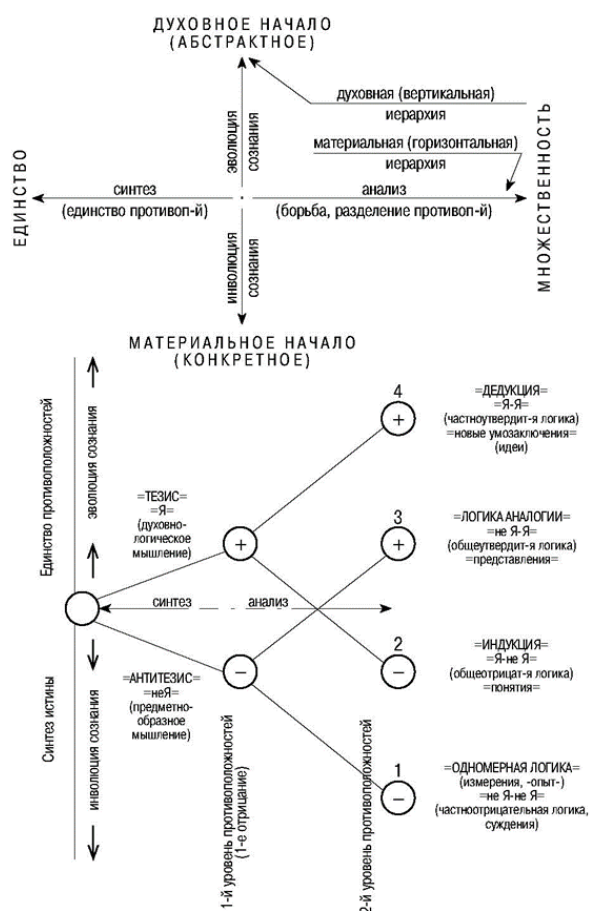 ДУХОВНОЕ НАЧАЛО
(АБСТРАКТНОЕ)
духовная (вертикальная)
иерархия
материальная (горизонтальная)
иерархия
эволюция
сознания
ЕДИНСТВО
МНОЖЕСТВЕННОСТЬ
синтез
(единство противоп-й)
анализ
(борьба, разделение противоп-й)
инволюция
сознания
МАТЕРИАЛЬНОЕ НАЧАЛО
(КОНКРЕТНОЕ)
Единство противоположностей
эволюция сознания
Синтез истины
инволюция сознания
=ТЕЗИС=
=Я=
(духовно-
логическое
мышление)
+
синтез
анализ
=АНТИТЕЗИС=
=неЯ=
(предметно-
образное
мышление)
−
1-й уровень противоположностей
(1-е отрицание)
2-й уровень противоположностей
4
+
=ДЕДУКЦИЯ=
=Я-Я=
(частноутвердит-я логика)
=новые умозаключения=
(идеи)
3
+
=ЛОГИКА АНАЛОГИИ=
=не Я-Я=
(общеутвердит-я логика)
=представления=
2
−
=ИНДУКЦИЯ=
=Я-не Я=
(общеотрицат-я логика)
=понятия=
1
−
=ОДНОМЕРНАЯ ЛОГИКА=
(измерения, -опыт-)
=не Я-не Я=
(частноотрицательная логика,
суждения)